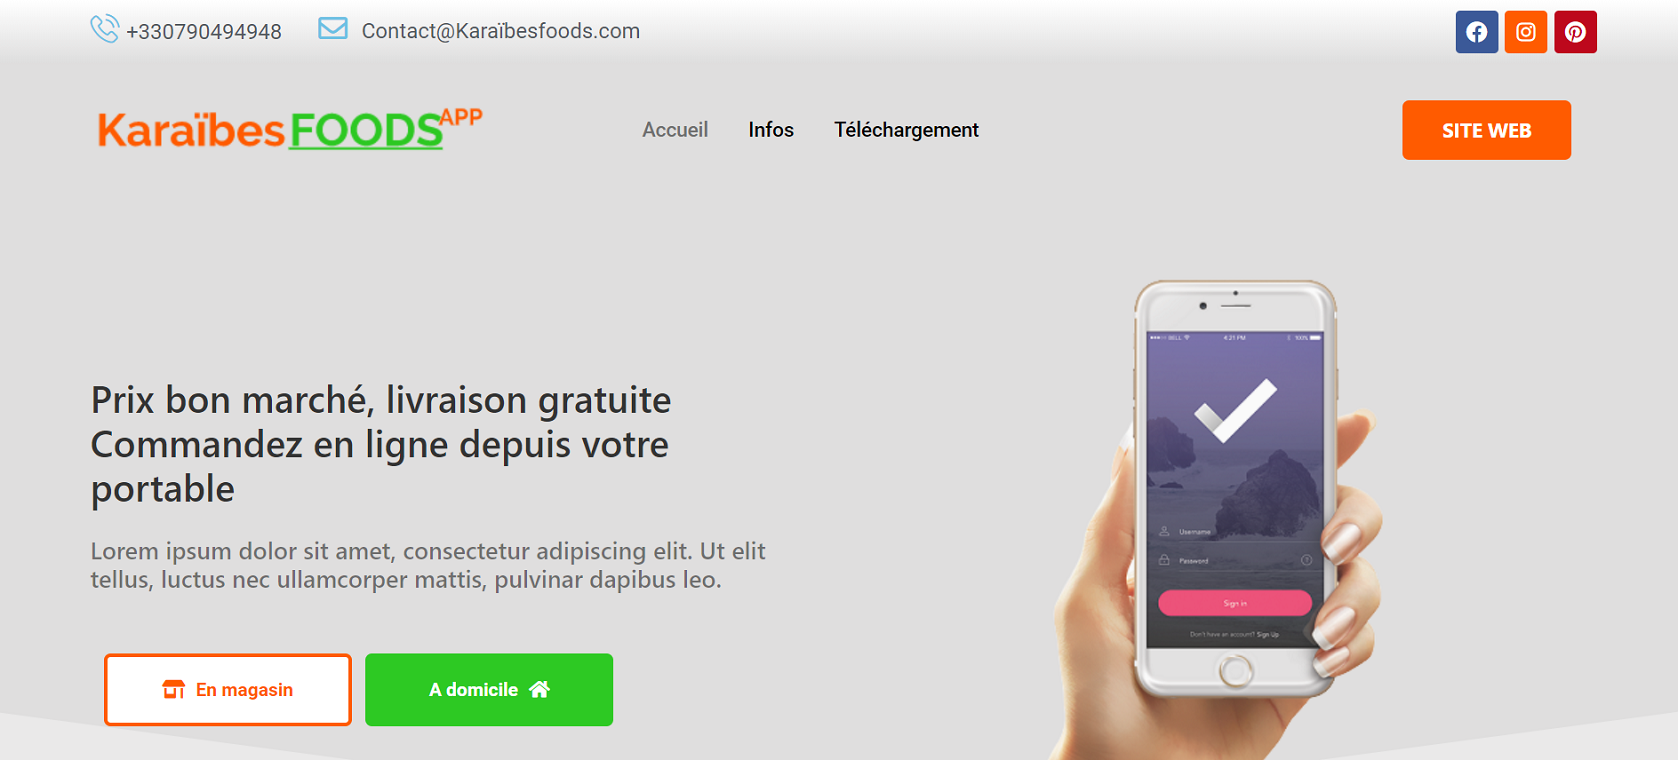 +330790494948
Contact@Karaïbesfoods.com
Karaïbes FOODS APP
Accueil
Infos
Téléchargement
SITE WEB
Prix bon marché, livraison gratuite
Commandez en ligne depuis votre
portable
Lorem ipsum dolor sit amet, consectetur adipiscing elit. Ut elit
tellus, luctus nec ullamcorper mattis, pulvinar dapibus leo.
En magasin
A domicile
BELL 4:21 PM 100%
Username
Password
?
Sign in
Don't have an account? Sign Up